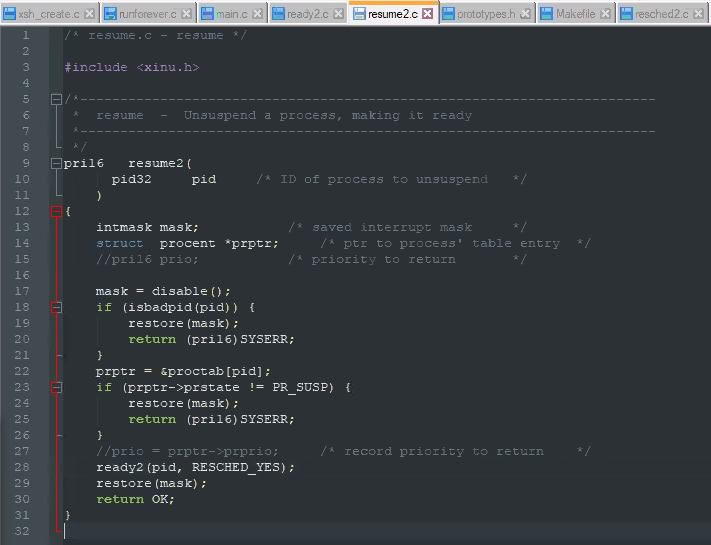 xsh_create.c runforever.c main.c ready2.c resume2.c prototypes.h Makefile resched2.c
1 /* resume.c - resume */
2
3 #include <xinu.h>
4
5 /*------------------------------------------------------------------------
6  *  resume  -  Unsuspend a process, making it ready
7  *------------------------------------------------------------------------
8  */
9 pri16   resume2(
10       pid32     pid     /* ID of process to unsuspend   */
11     )
12 {
13     intmask mask;           /* saved interrupt mask     */
14     struct  procent *prptr;     /* ptr to process' table entry  */
15     //pri16 prio;           /* priority to return       */
16
17     mask = disable();
18     if (isbadpid(pid)) {
19         restore(mask);
20         return (pri16)SYSERR;
21     }
22     prptr = &proctab[pid];
23     if (prptr->prstate != PR_SUSP) {
24         restore(mask);
25         return (pri16)SYSERR;
26     }
27     //prio = prptr->prprio;     /* record priority to return    */
28     ready2(pid, RESCHED_YES);
29     restore(mask);
30     return OK;
31 }
32